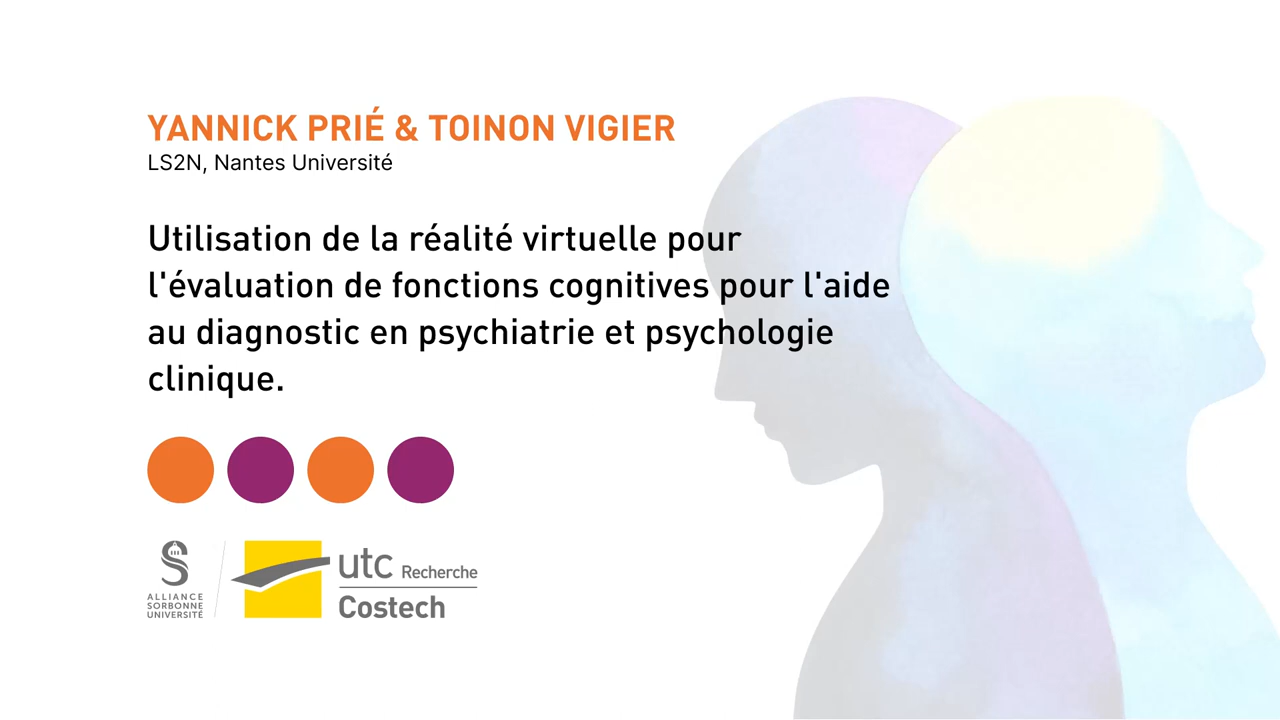 YANNICK PRIÉ & TOINON VIGIER
LS2N, Nantes Université
Utilisation de la réalité virtuelle pour
l'évaluation de fonctions cognitives pour l'aide
au diagnostic en psychiatrie et psychologie
clinique.
S
ALLIANCE
SORBONNE
UNIVERSITÉ
utc Recherche
Costech